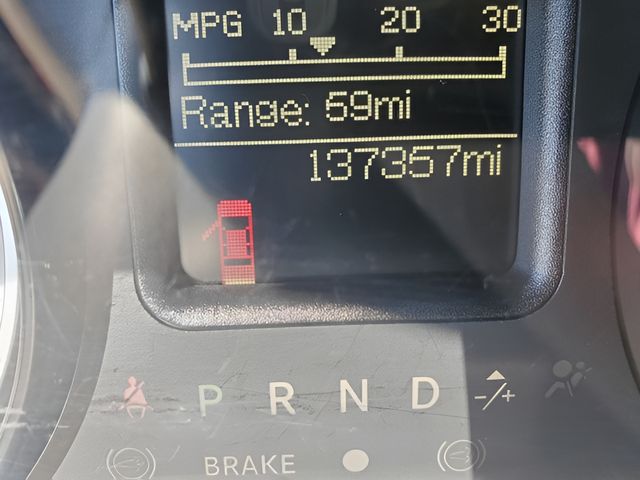 MPG 10 20 30
Range: 69mi
137357mi
P R N D -/+
BRAKE